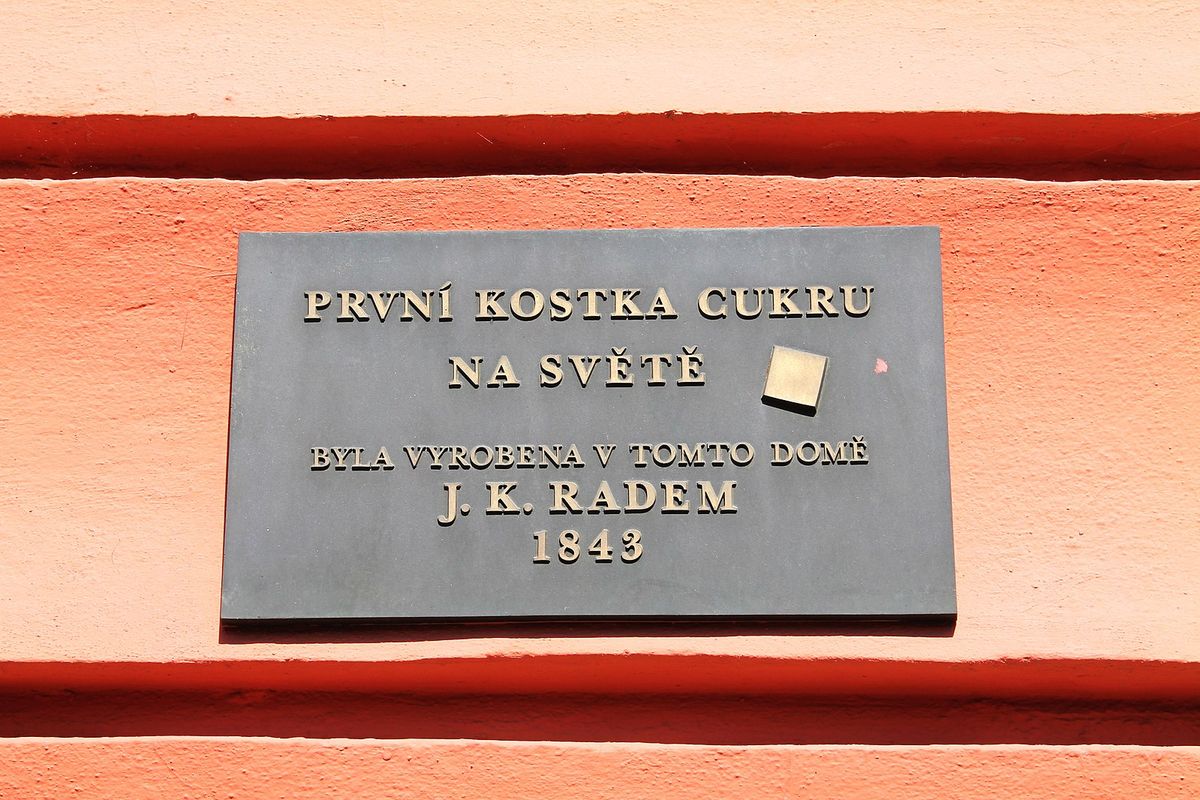 PRVNÍ KOSTKA CUKRU
NA SVĚTĚ
BYLA VYROBENA V TOMTO DOMĚ
J. K. RADEM
1843